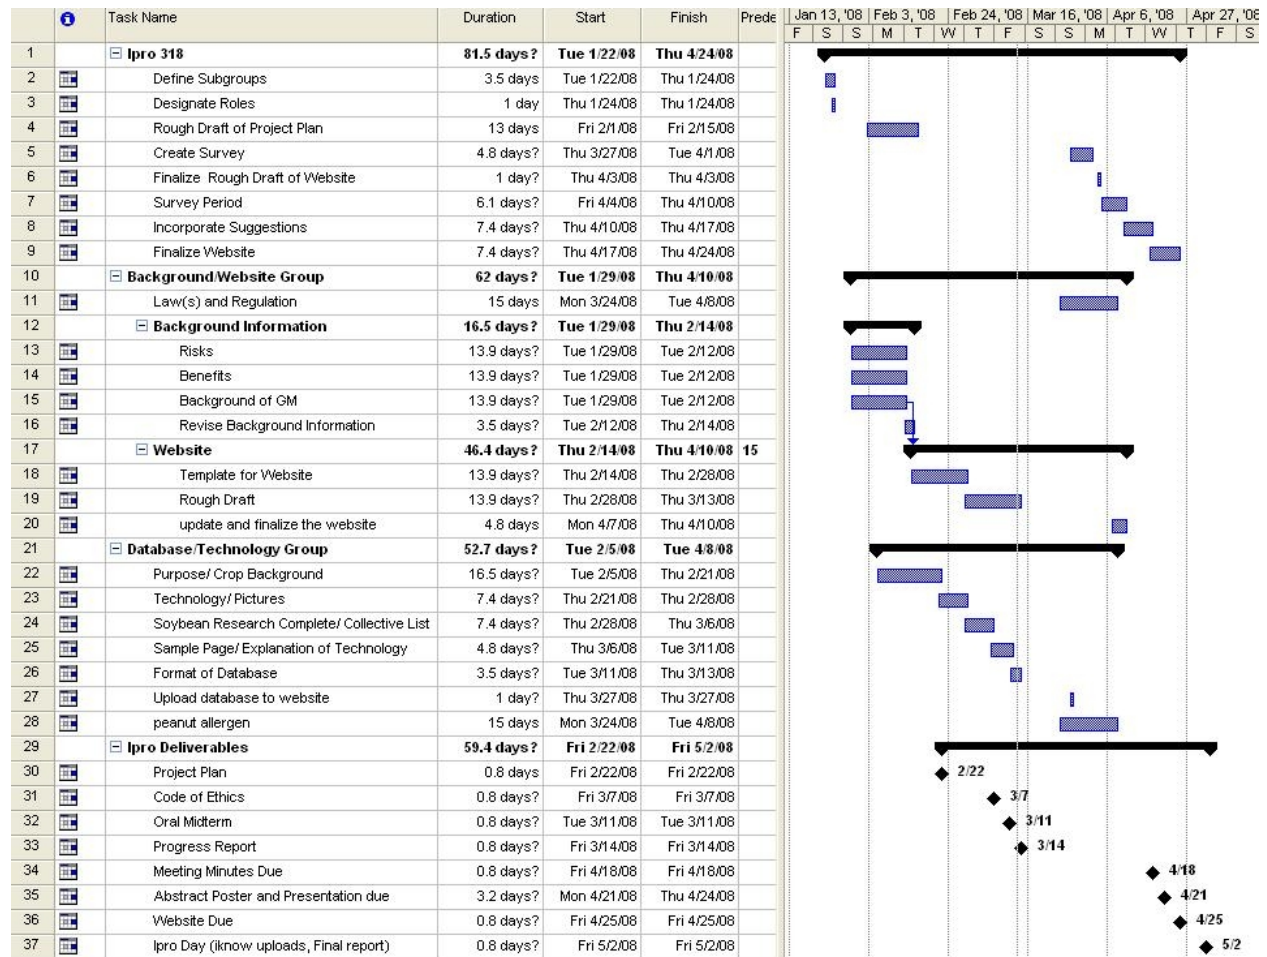 Task Name Duration Start Finish Prede Jan 13, '08 Feb 3, '08 Feb 24, '08 Mar 16, '08 Apr 6, '08 Apr 27, '08
F S S M T W T F S S M T W T F S
1 Ipro 318 81.5 days? Tue 1/22/08 Thu 4/24/08
2 Define Subgroups 3.5 days Tue 1/22/08 Thu 1/24/08
3 Designate Roles 1 day Thu 1/24/08 Thu 1/24/08
4 Rough Draft of Project Plan 13 days Fri 2/1/08 Fri 2/15/08
5 Create Survey 4.8 days? Thu 3/27/08 Tue 4/1/08
6 Finalize Rough Draft of Website 1 day? Thu 4/3/08 Thu 4/3/08
7 Survey Period 6.1 days? Fri 4/4/08 Thu 4/10/08
8 Incorporate Suggestions 7.4 days? Thu 4/10/08 Thu 4/17/08
9 Finalize Website 7.4 days? Thu 4/17/08 Thu 4/24/08
10 Background/Website Group 62 days? Tue 1/29/08 Thu 4/10/08
11 Law(s) and Regulation 15 days Mon 3/24/08 Tue 4/8/08
12 Background Information 16.5 days? Tue 1/29/08 Thu 2/14/08
13 Risks 13.9 days? Tue 1/29/08 Tue 2/12/08
14 Benefits 13.9 days? Tue 1/29/08 Tue 2/12/08
15 Background of GM 13.9 days? Tue 1/29/08 Tue 2/12/08
16 Revise Background Information 3.5 days? Tue 2/12/08 Thu 2/14/08
17 Website 46.4 days? Thu 2/14/08 Thu 4/10/08 15
18 Template for Website 13.9 days? Thu 2/14/08 Thu 2/28/08
19 Rough Draft 13.9 days? Thu 2/28/08 Thu 3/13/08
20 update and finalize the website 4.8 days Mon 4/7/08 Thu 4/10/08
21 Database/Technology Group 52.7 days? Tue 2/5/08 Tue 4/8/08
22 Purpose/ Crop Background 16.5 days? Tue 2/5/08 Thu 2/21/08
23 Technology/ Pictures 7.4 days? Thu 2/21/08 Thu 2/28/08
24 Soybean Research Complete/ Collective List 7.4 days? Thu 2/28/08 Thu 3/6/08
25 Sample Page/ Explanation of Technology 4.8 days? Thu 3/6/08 Tue 3/11/08
26 Format of Database 3.5 days? Tue 3/11/08 Thu 3/13/08
27 Upload database to website 1 day? Thu 3/27/08 Thu 3/27/08
28 peanut allergen 15 days Mon 3/24/08 Tue 4/8/08
29 Ipro Deliverables 59.4 days? Fri 2/22/08 Fri 5/2/08
30 Project Plan 0.8 days Fri 2/22/08 Fri 2/22/08 2/22
31 Code of Ethics 0.8 days? Fri 3/7/08 Fri 3/7/08 3/7
32 Oral Midterm 0.8 days? Tue 3/11/08 Tue 3/11/08 3/11
33 Progress Report 0.8 days? Fri 3/14/08 Fri 3/14/08 3/14
34 Meeting Minutes Due 0.8 days? Fri 4/18/08 Fri 4/18/08 4/18
35 Abstract Poster and Presentation due 3.2 days? Mon 4/21/08 Thu 4/24/08 4/21
36 Website Due 0.8 days? Fri 4/25/08 Fri 4/25/08 4/25
37 Ipro Day (iknow uploads, Final report) 0.8 days? Fri 5/2/08 Fri 5/2/08 5/2